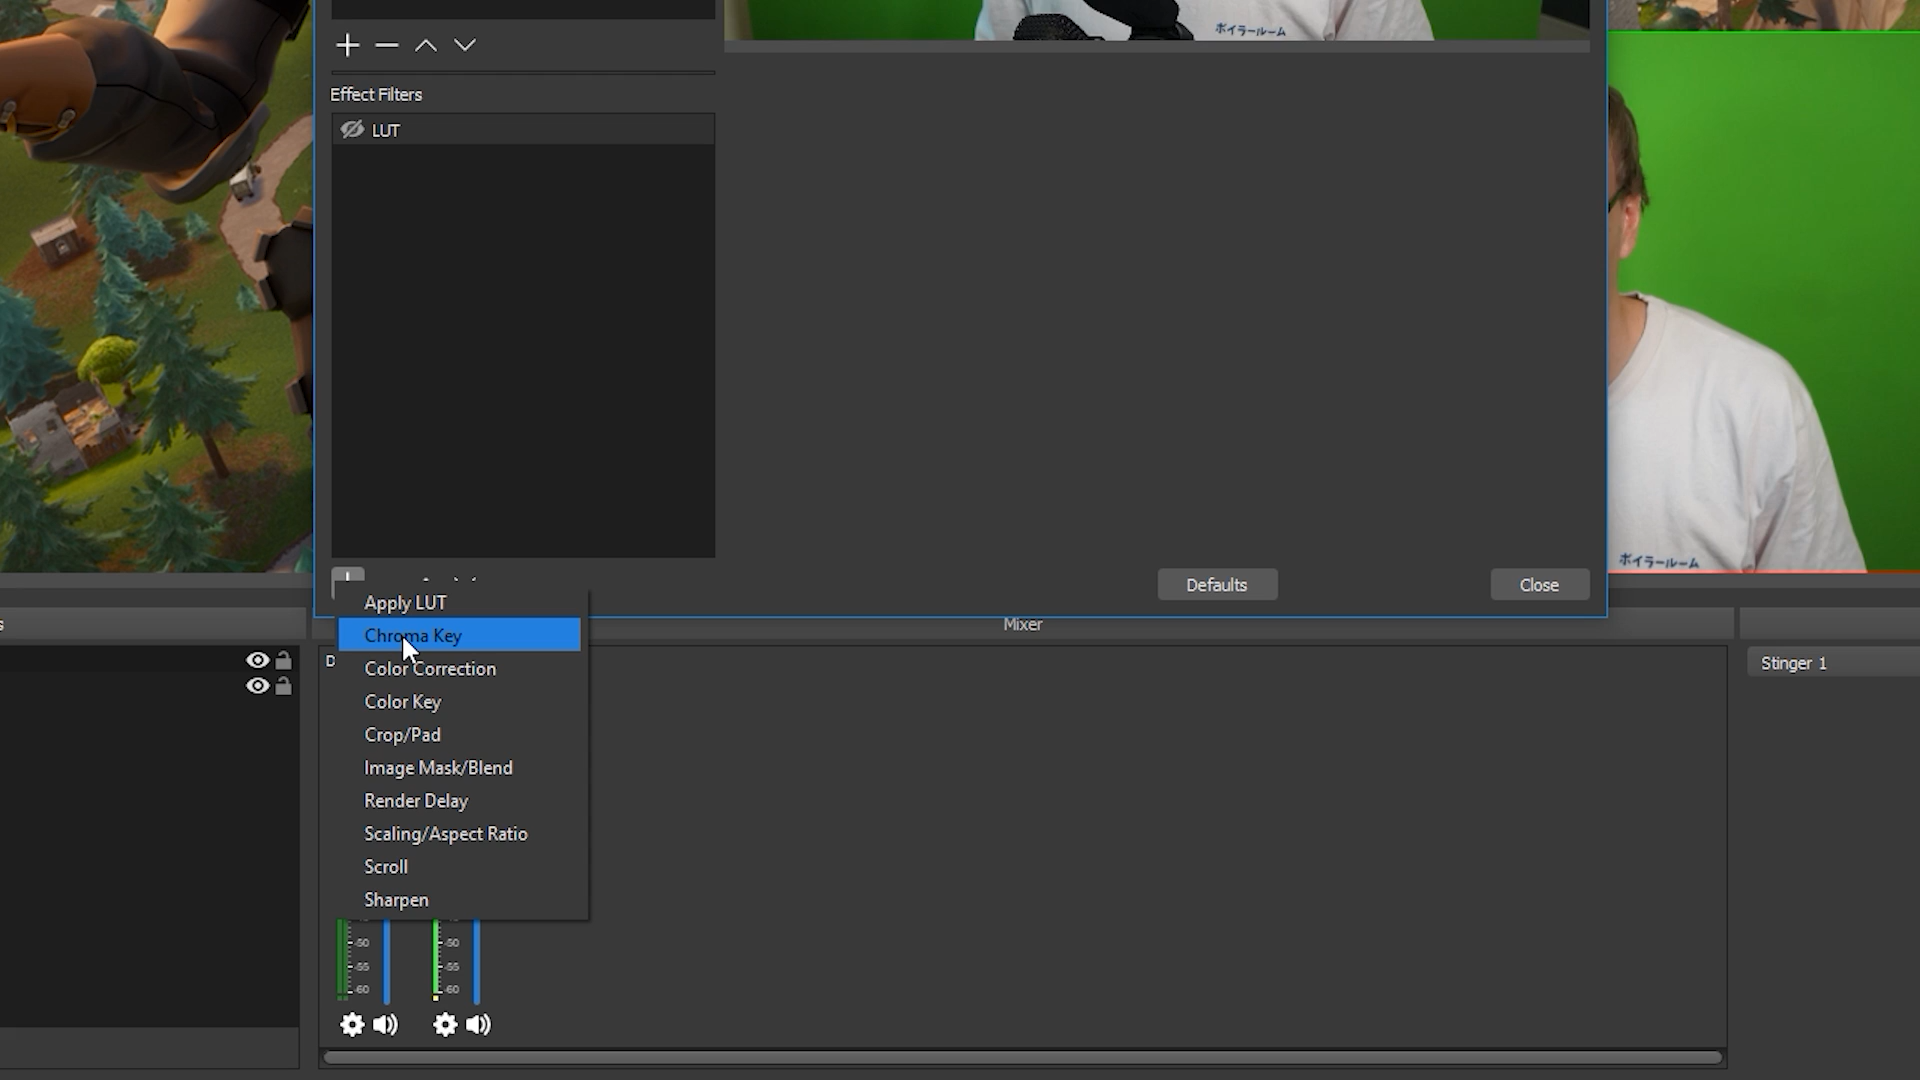 ボイラールーム
Effect Filters
LUT
ボイラールーム
Defaults
Close
Apply LUT
Chroma Key
Color Correction
Color Key
Crop/Pad
Image Mask/Blend
Render Delay
Scaling/Aspect Ratio
Scroll
Sharpen
s
Mixer
D
Stinger 1
-50
-50
-55
-55
-60
-60